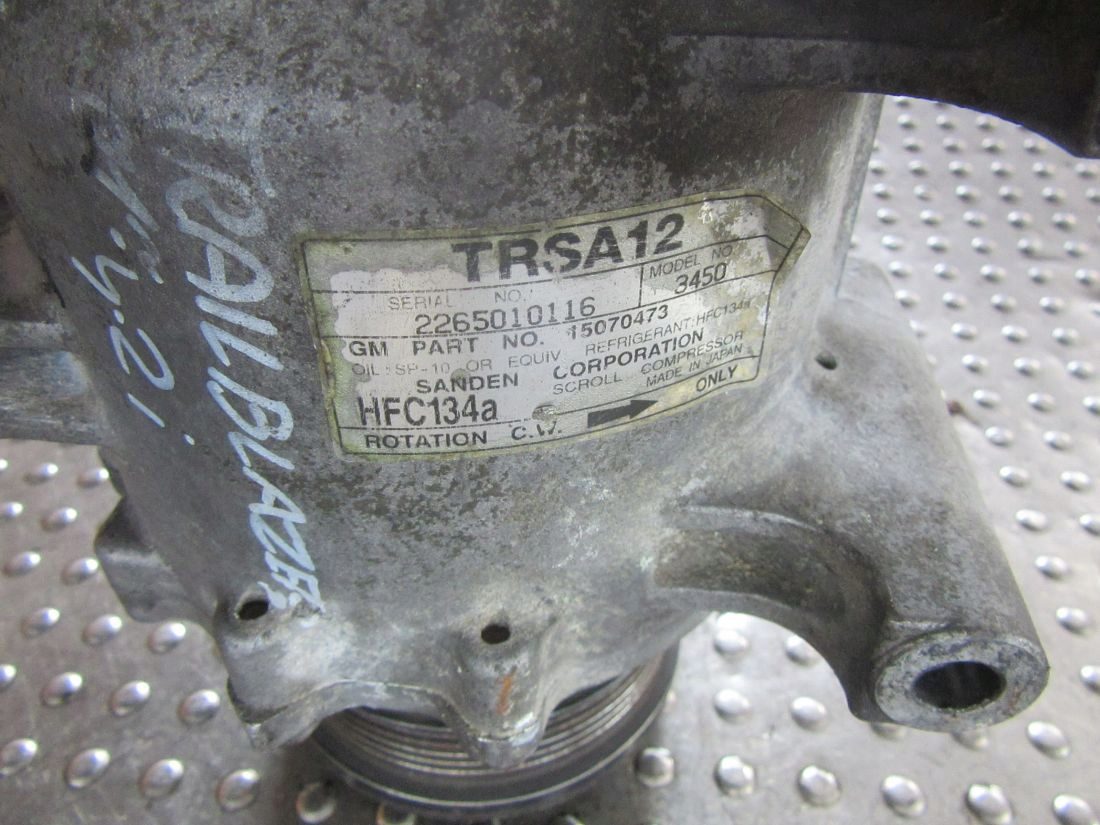 TRAILBLAZER
4.2i
TRSA12
SERIAL NO.
MODEL NO.
2265010116
3450
GM PART NO. 15070473
OIL: SP-10 OR EQUIV REFRIGERANT: HFC134a
SANDEN CORPORATION
SCROLL COMPRESSOR
HFC134a
MADE IN JAPAN
ROTATION C.W. ONLY